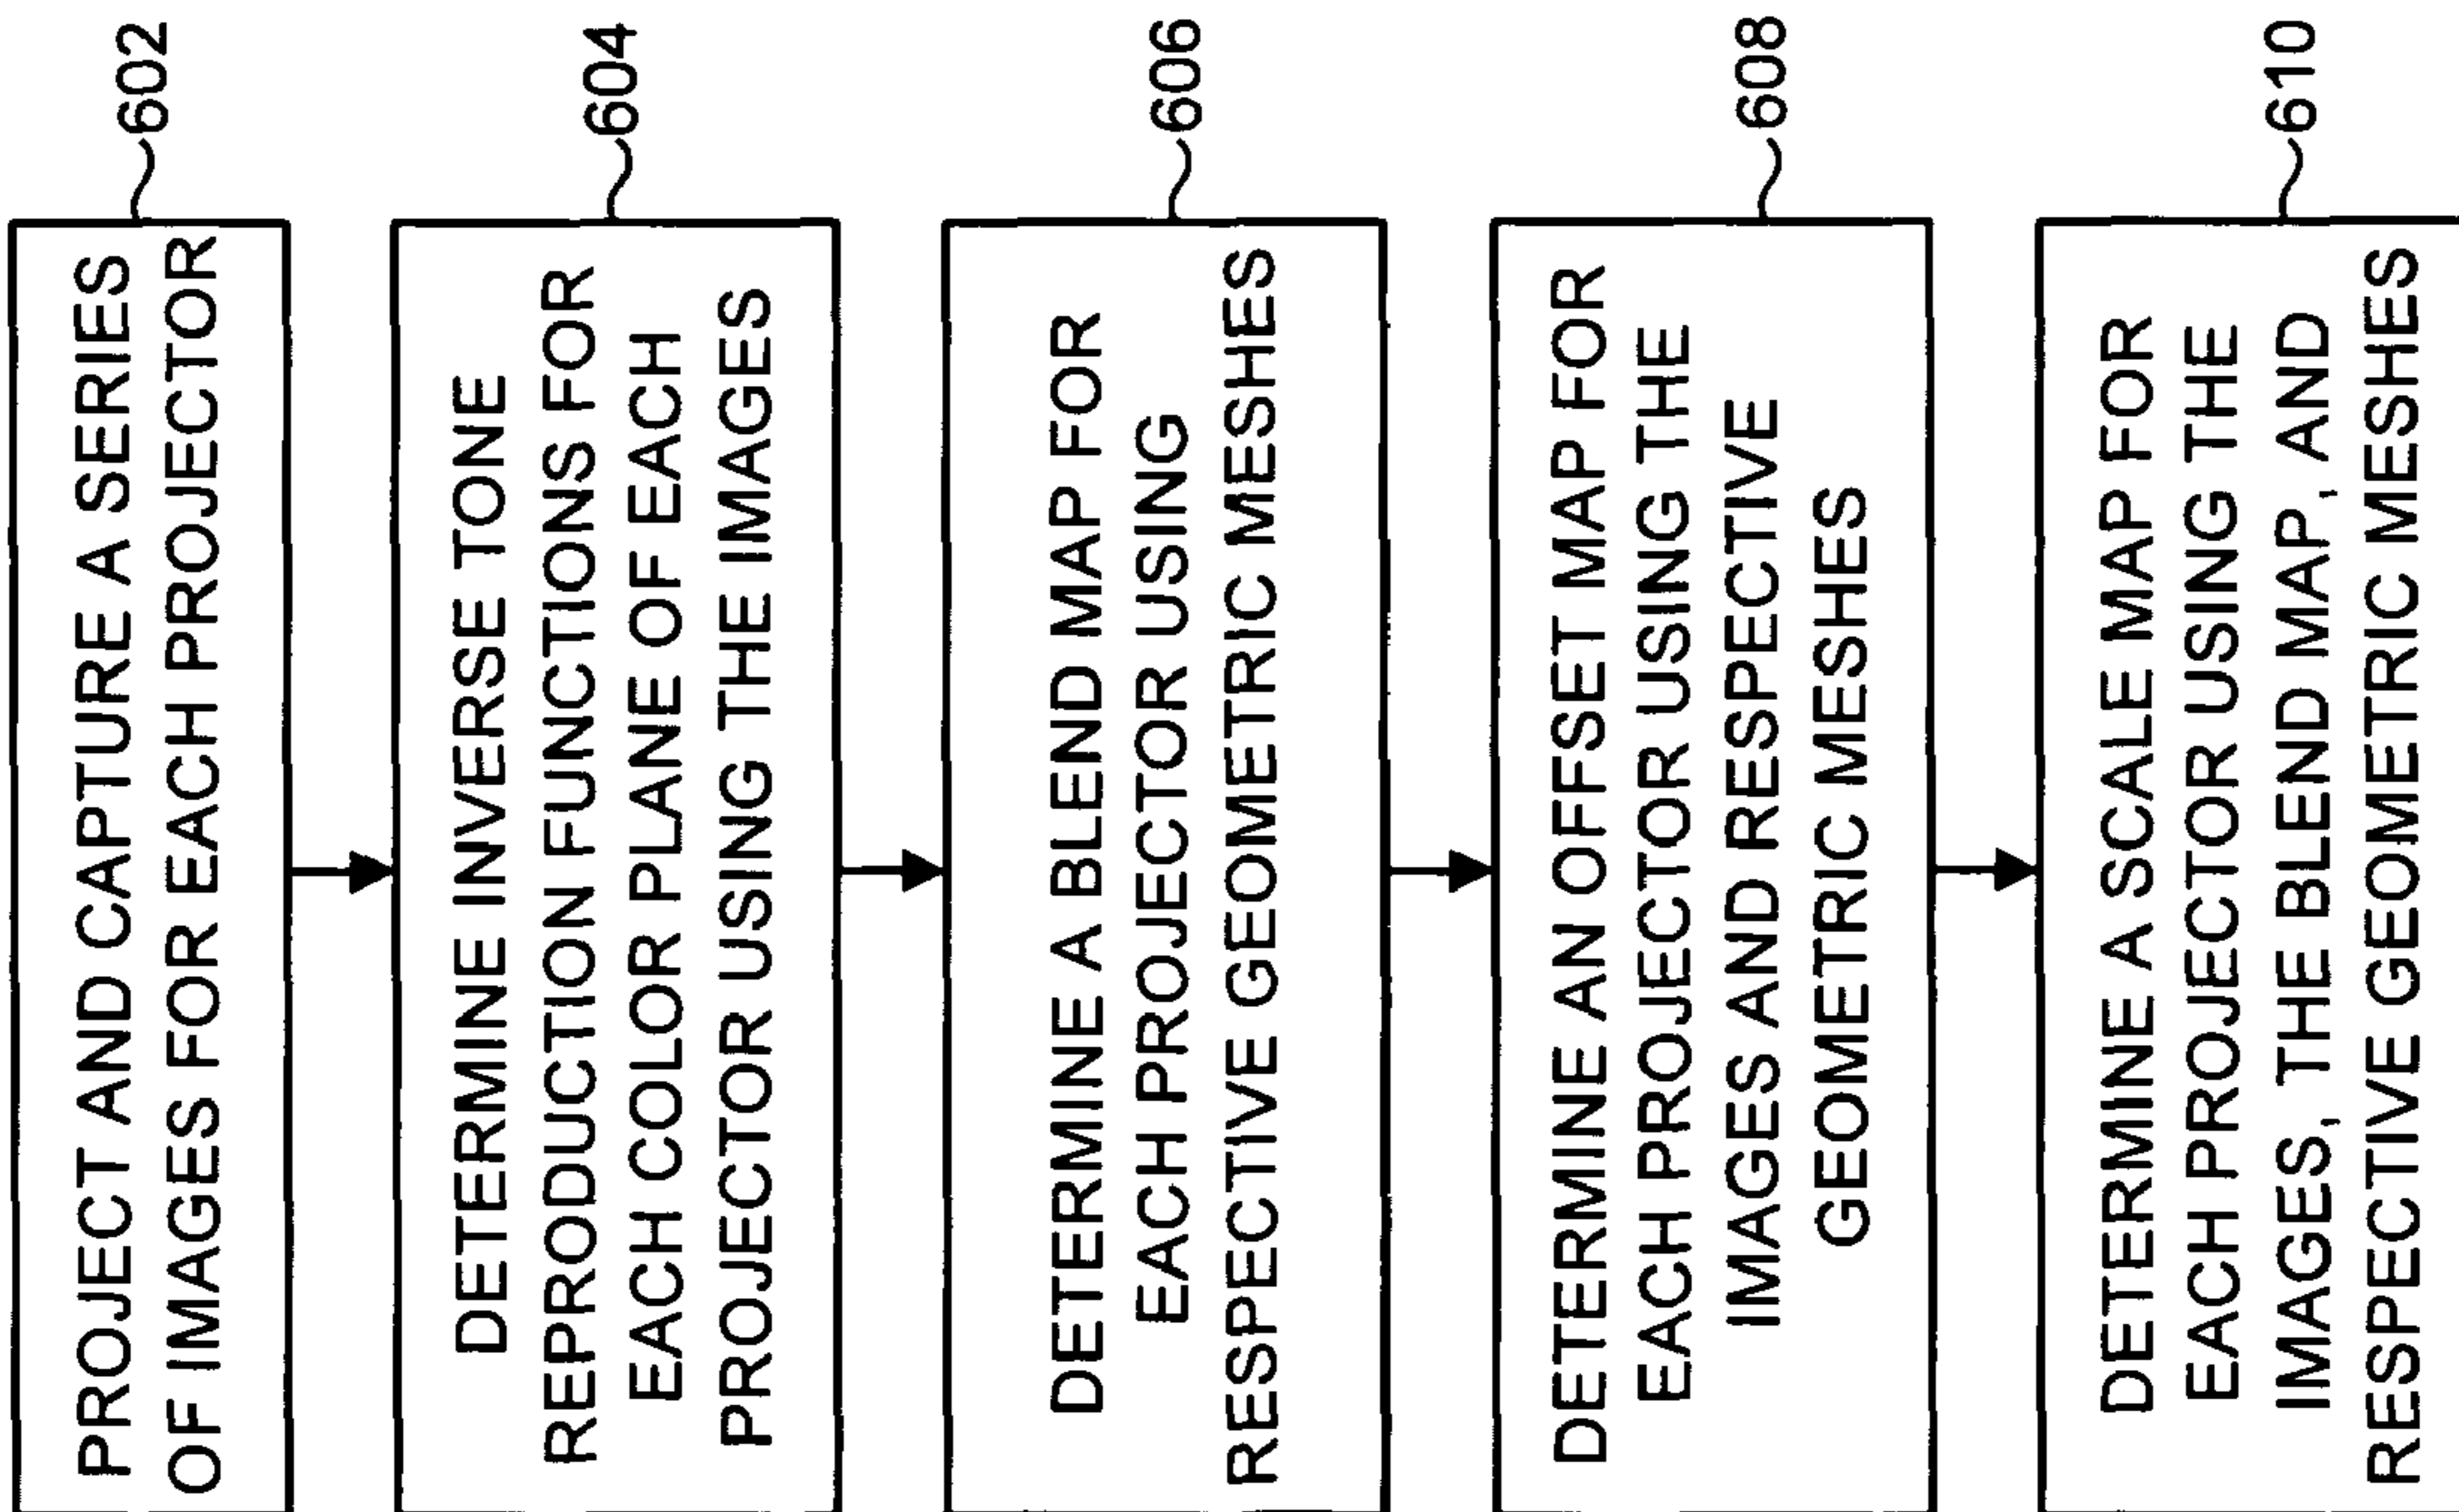 PROJECT AND CAPTURE A SERIES
OF IMAGES FOR EACH PROJECTOR
602
DETERMINE INVERSE TONE
REPRODUCTION FUNCTIONS FOR
EACH COLOR PLANE OF EACH
PROJECTOR USING THE IMAGES
604
DETERMINE A BLEND MAP FOR
EACH PROJECTOR USING
RESPECTIVE GEOMETRIC MESHES
606
DETERMINE AN OFFSET MAP FOR
EACH PROJECTOR USING THE
IMAGES AND RESPECTIVE
GEOMETRIC MESHES
608
DETERMINE A SCALE MAP FOR
EACH PROJECTOR USING THE
IMAGES, THE BLEND MAP, AND
RESPECTIVE GEOMETRIC MESHES
610